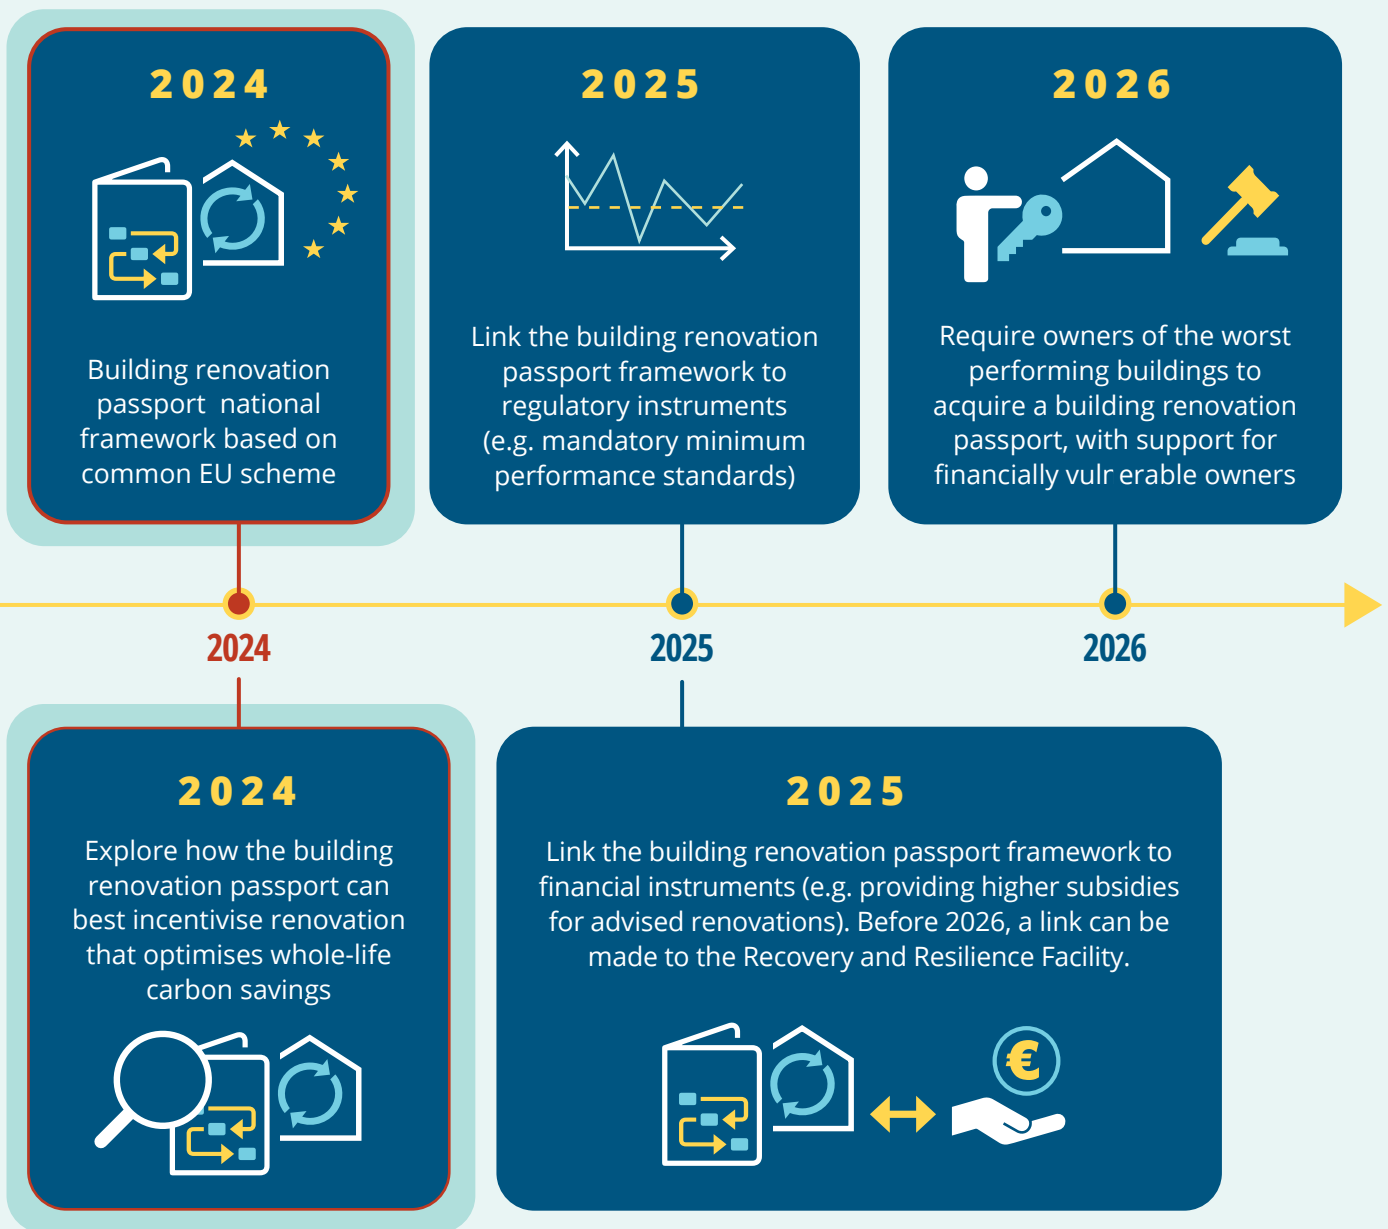 2024
Building renovation
passport national
framework based on
common EU scheme
2025
Link the building renovation
passport framework to
regulatory instruments
(e.g. mandatory minimum
performance standards)
2026
Require owners of the worst
performing buildings to
acquire a building renovation
passport, with support for
financially vulr erable owners
2024
2025
2026
2024
Explore how the building
renovation passport can
best incentivise renovation
that optimises whole-life
carbon savings
2025
Link the building renovation passport framework to
financial instruments (e.g. providing higher subsidies
for advised renovations). Before 2026, a link can be
made to the Recovery and Resilience Facility.
€